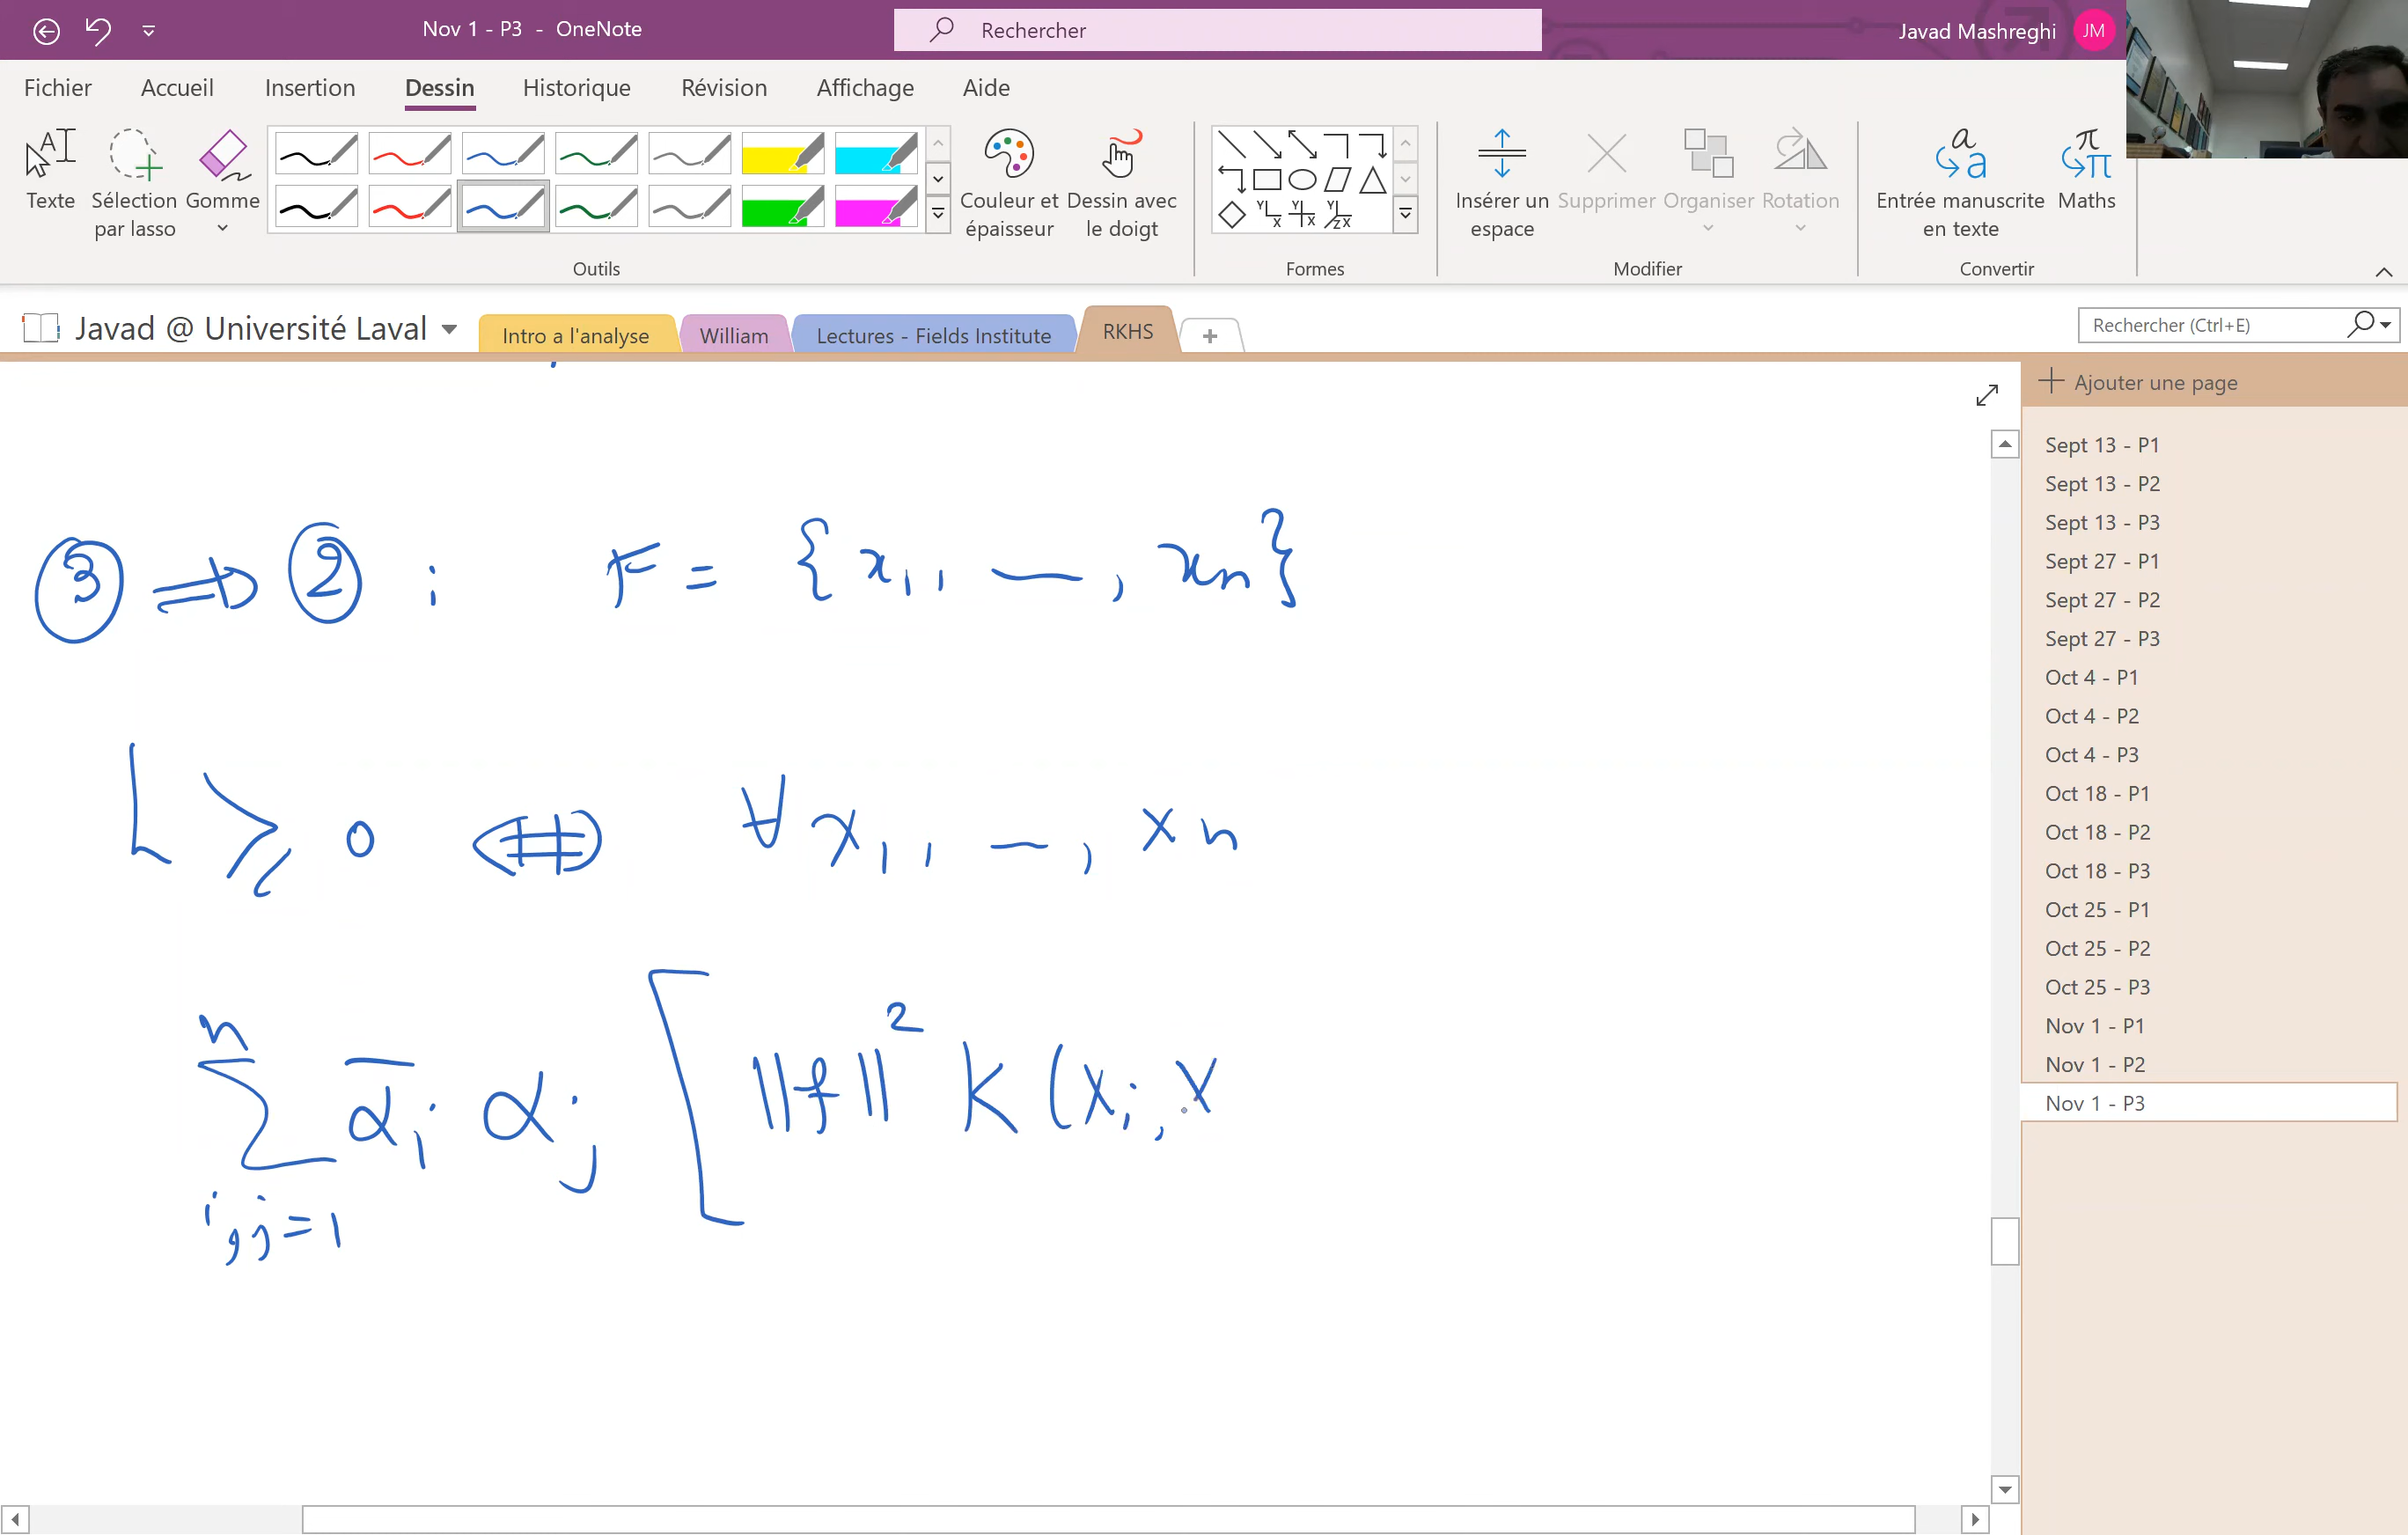 Nov 1 - P3 - OneNote
Rechercher
Javad Mashreghi
JM
Fichier Accueil Insertion Dessin Historique Révision Affichage Aide
Texte
Sélection par lasso
Gomme
Couleur et épaisseur
Dessin avec le doigt
Insérer un espace
Supprimer
Organiser
Rotation
Entrée manuscrite en texte
Maths
Outils
Formes
Modifier
Convertir
Javad @ Université Laval
Intro a l'analyse
William
Lectures - Fields Institute
RKHS
Rechercher (Ctrl+E)
Ajouter une page
Sept 13 - P1
Sept 13 - P2
Sept 13 - P3
Sept 27 - P1
Sept 27 - P2
Sept 27 - P3
Oct 4 - P1
Oct 4 - P2
Oct 4 - P3
Oct 18 - P1
Oct 18 - P2
Oct 18 - P3
Oct 25 - P1
Oct 25 - P2
Oct 25 - P3
Nov 1 - P1
Nov 1 - P2
Nov 1 - P3
③ ⇒ ② : F = {x₁, —, xₙ}
L ⩾ 0 ⇔ ∀ x₁, —, xₙ
∑ⁿ_{i,j=1} ᾱᵢ αⱼ [ ‖f‖² K(xᵢ, x